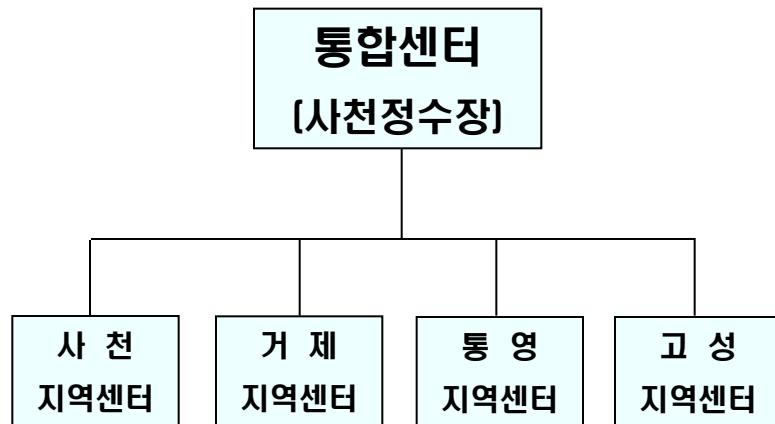 통합센터
(사천정수장)
사 천
지역센터
거 제
지역센터
통 영
지역센터
고 성
지역센터